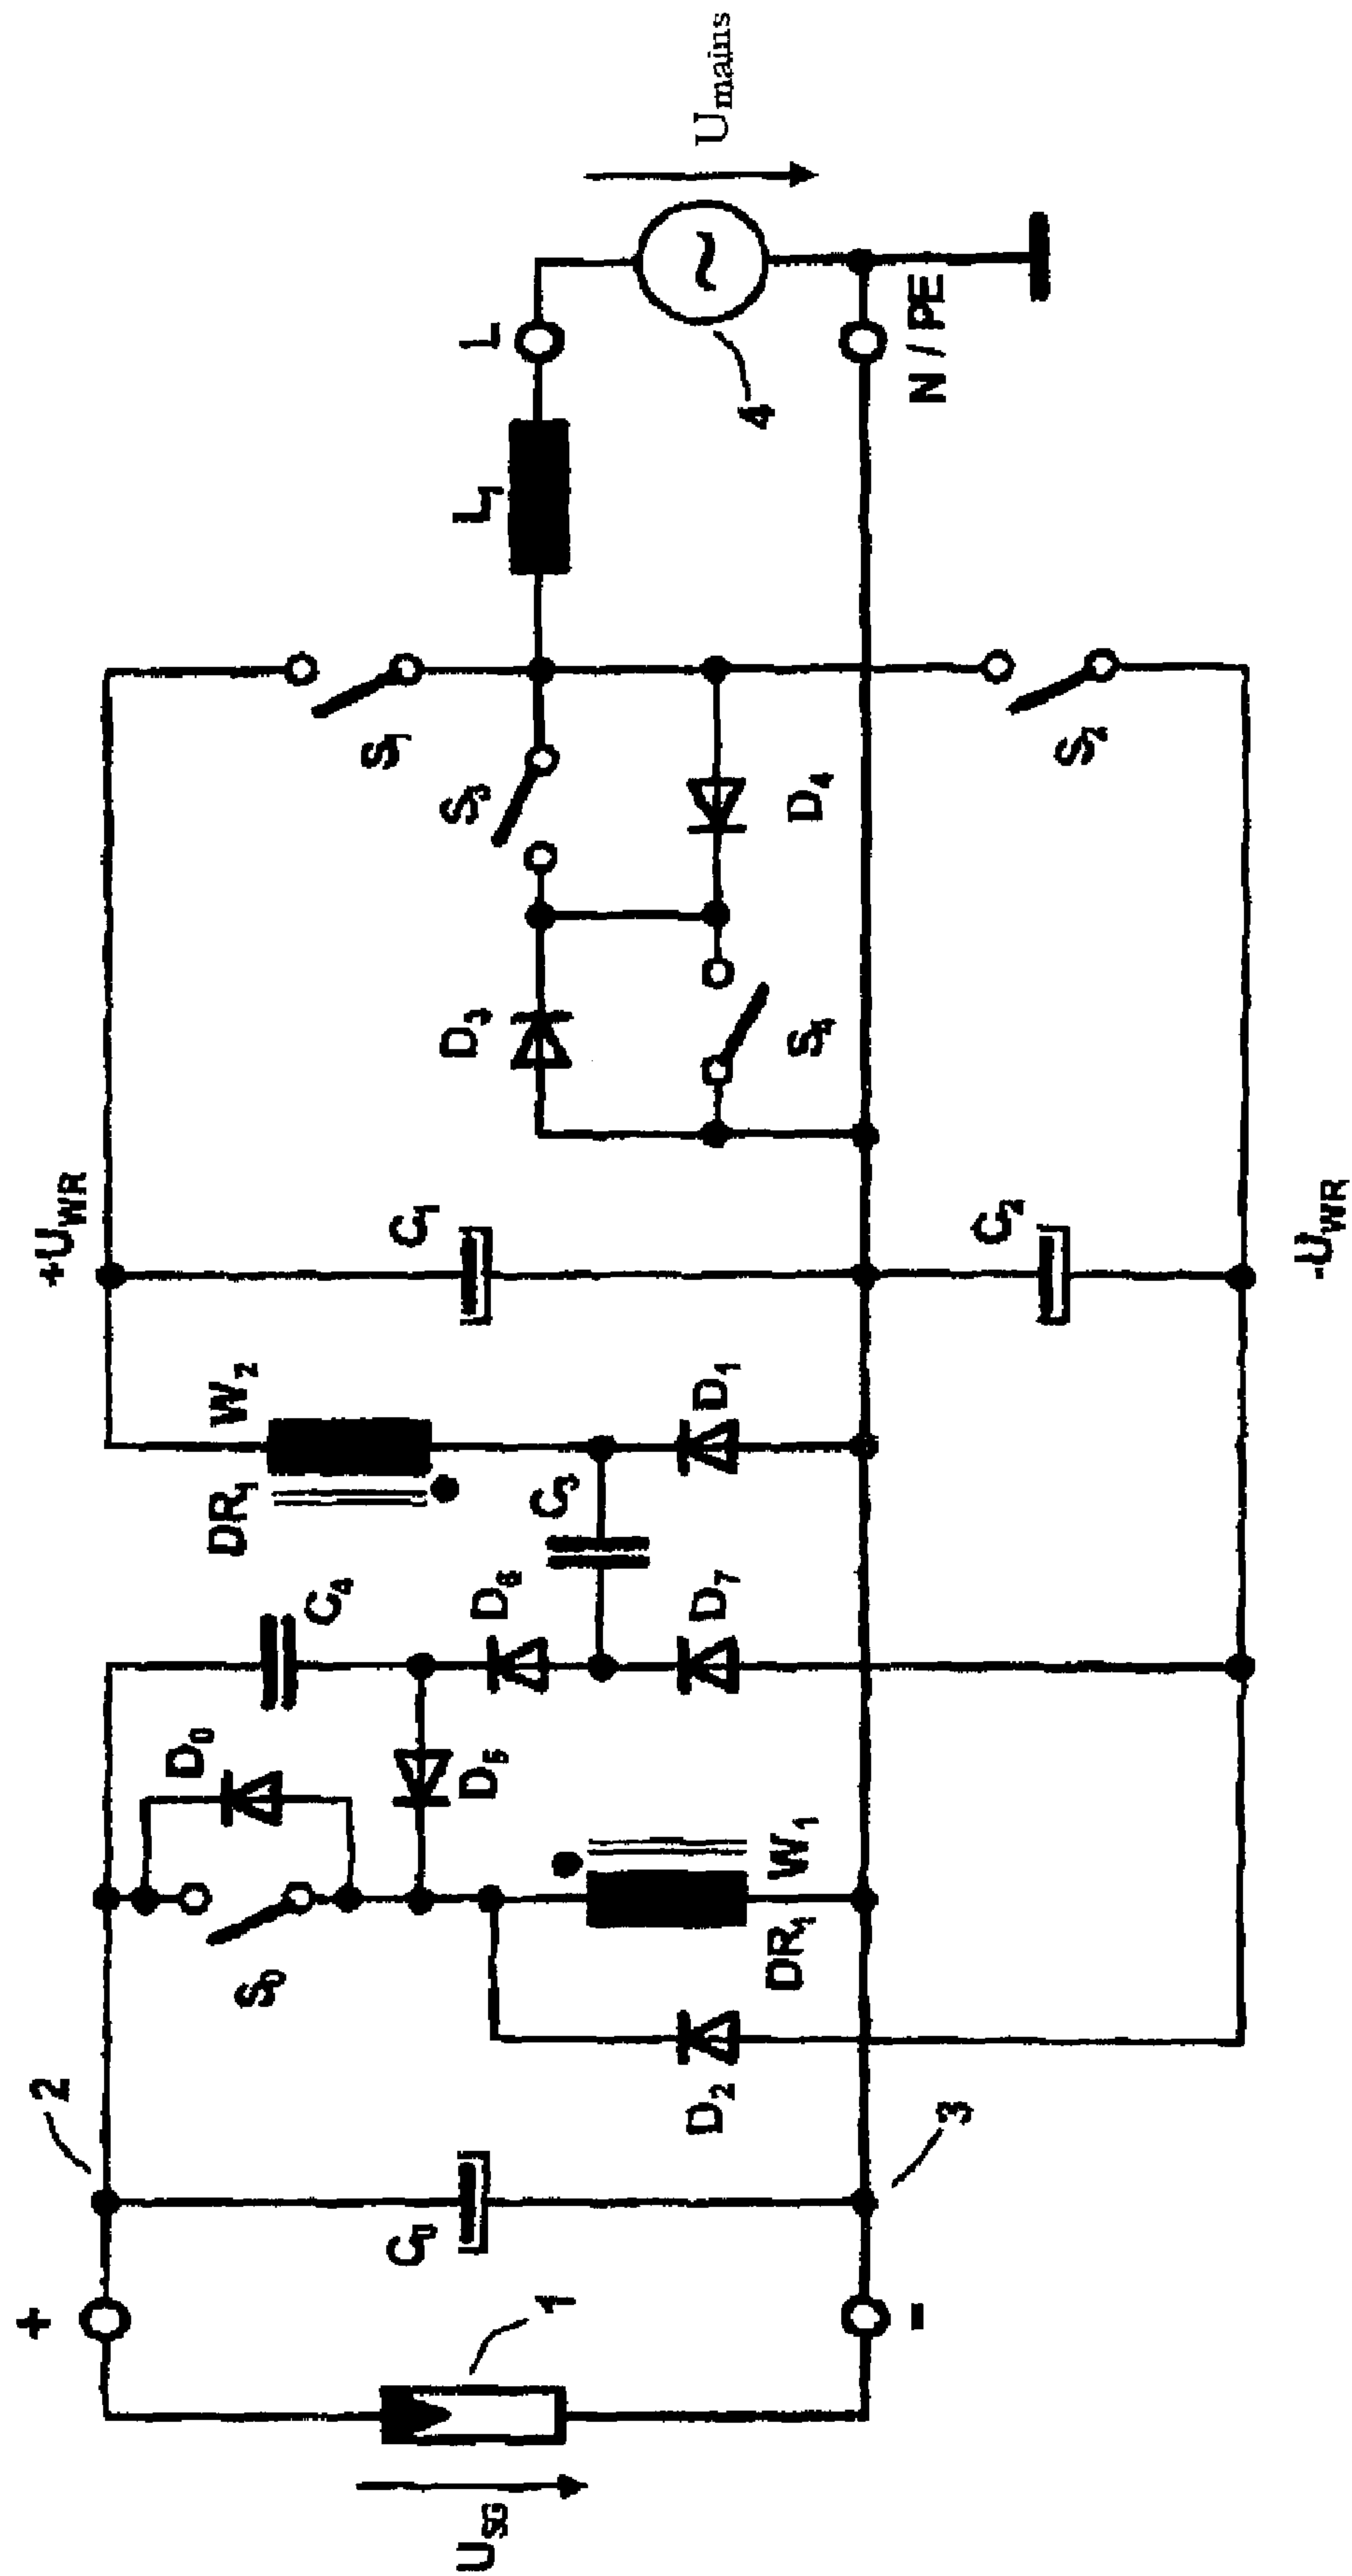 +
2
+U_WR
U_SG
1
C_0
S_0
D_0
C_4
DR_1 W_2
D_5
D_6
C_3
C_1
D_3
S_3
S_1
L_1
L
D_2
DR_1 W_1
D_7
D_1
S_4
D_4
4
U_mains
-
3
N / PE
C_2
S_2
-U_WR